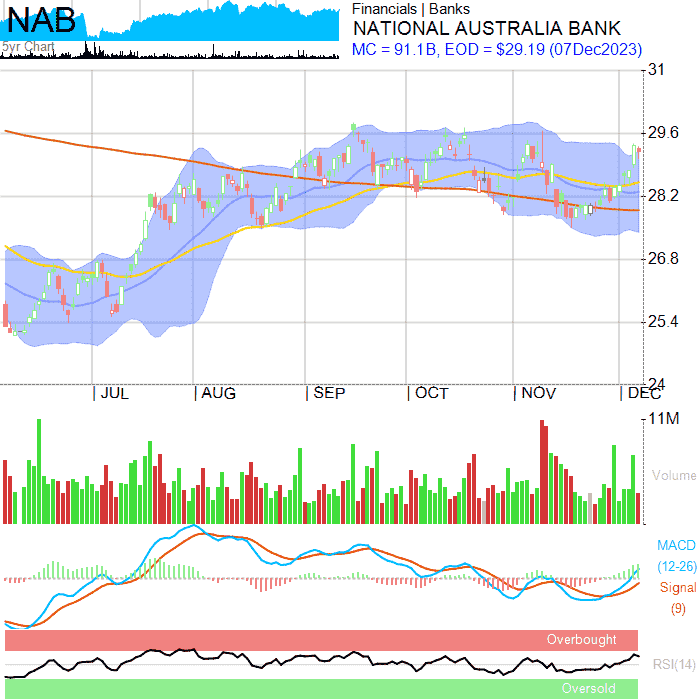 NAB
5yr Chart
Financials | Banks
NATIONAL AUSTRALIA BANK
MC = 91.1B, EOD = $29.19 (07Dec2023)
31
29.6
28.2
26.8
25.4
24
JUL AUG SEP OCT NOV DEC
11M
Volume
MACD
(12-26)
Signal
(9)
Overbought
RSI(14)
Oversold